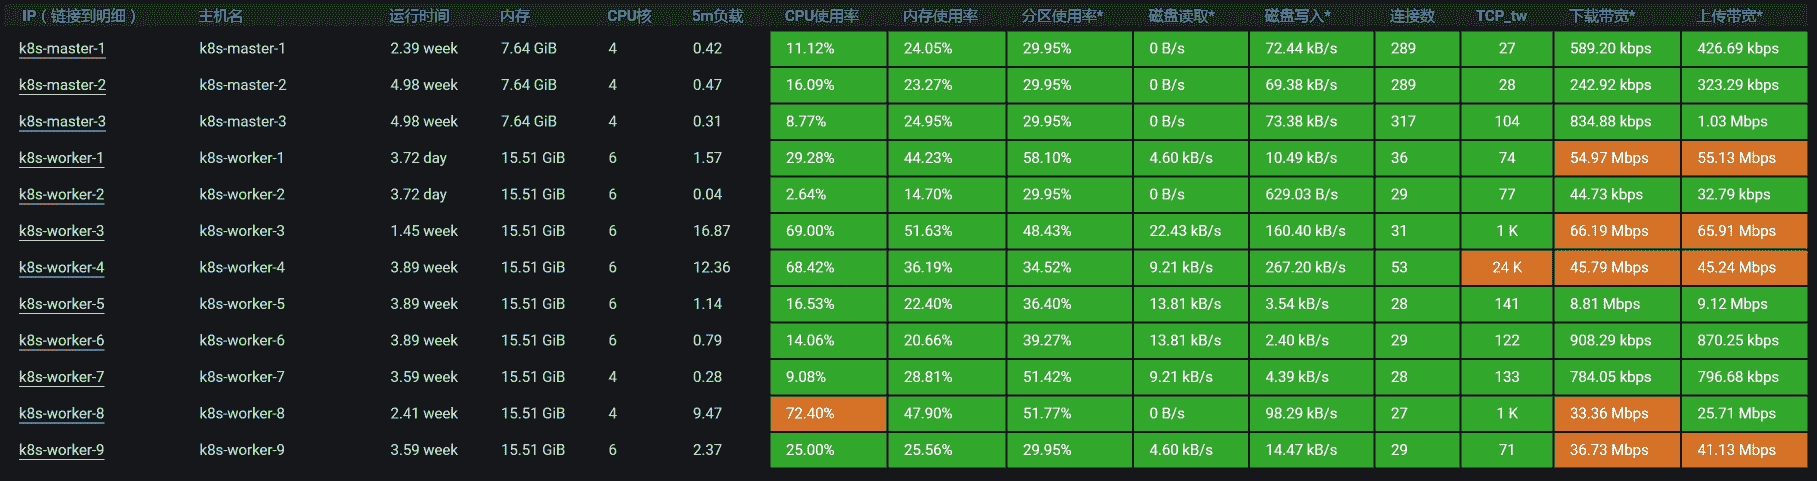 IP（链接到明细） 主机名 运行时间 内存 CPU核 5m负载 CPU使用率 内存使用率 分区使用率* 磁盘读取* 磁盘写入* 连接数 TCP_tw 下载带宽* 上传带宽*
k8s-master-1 k8s-master-1 2.39 week 7.64 GiB 4 0.42 11.12% 24.05% 29.95% 0 B/s 72.44 kB/s 289 27 589.20 kbps 426.69 kbps
k8s-master-2 k8s-master-2 4.98 week 7.64 GiB 4 0.47 16.09% 23.27% 29.95% 0 B/s 69.38 kB/s 289 28 242.92 kbps 323.29 kbps
k8s-master-3 k8s-master-3 4.98 week 7.64 GiB 4 0.31 8.77% 24.95% 29.95% 0 B/s 73.38 kB/s 317 104 834.88 kbps 1.03 Mbps
k8s-worker-1 k8s-worker-1 3.72 day 15.51 GiB 6 1.57 29.28% 44.23% 58.10% 4.60 kB/s 10.49 kB/s 36 74 54.97 Mbps 55.13 Mbps
k8s-worker-2 k8s-worker-2 3.72 day 15.51 GiB 6 0.04 2.64% 14.70% 29.95% 0 B/s 629.03 B/s 29 77 44.73 kbps 32.79 kbps
k8s-worker-3 k8s-worker-3 1.45 week 15.51 GiB 6 16.87 69.00% 51.63% 48.43% 22.43 kB/s 160.40 kB/s 31 1 K 66.19 Mbps 65.91 Mbps
k8s-worker-4 k8s-worker-4 3.89 week 15.51 GiB 6 12.36 68.42% 36.19% 34.52% 9.21 kB/s 267.20 kB/s 53 24 K 45.79 Mbps 45.24 Mbps
k8s-worker-5 k8s-worker-5 3.89 week 15.51 GiB 6 1.14 16.53% 22.40% 36.40% 13.81 kB/s 3.54 kB/s 28 141 8.81 Mbps 9.12 Mbps
k8s-worker-6 k8s-worker-6 3.89 week 15.51 GiB 6 0.79 14.06% 20.66% 39.27% 13.81 kB/s 2.40 kB/s 29 122 908.29 kbps 870.25 kbps
k8s-worker-7 k8s-worker-7 3.59 week 15.51 GiB 4 0.28 9.08% 28.81% 51.42% 9.21 kB/s 4.39 kB/s 28 133 784.05 kbps 796.68 kbps
k8s-worker-8 k8s-worker-8 2.41 week 15.51 GiB 4 9.47 72.40% 47.90% 51.77% 0 B/s 98.29 kB/s 27 1 K 33.36 Mbps 25.71 Mbps
k8s-worker-9 k8s-worker-9 3.59 week 15.51 GiB 6 2.37 25.00% 25.56% 29.95% 4.60 kB/s 14.47 kB/s 29 71 36.73 Mbps 41.13 Mbps